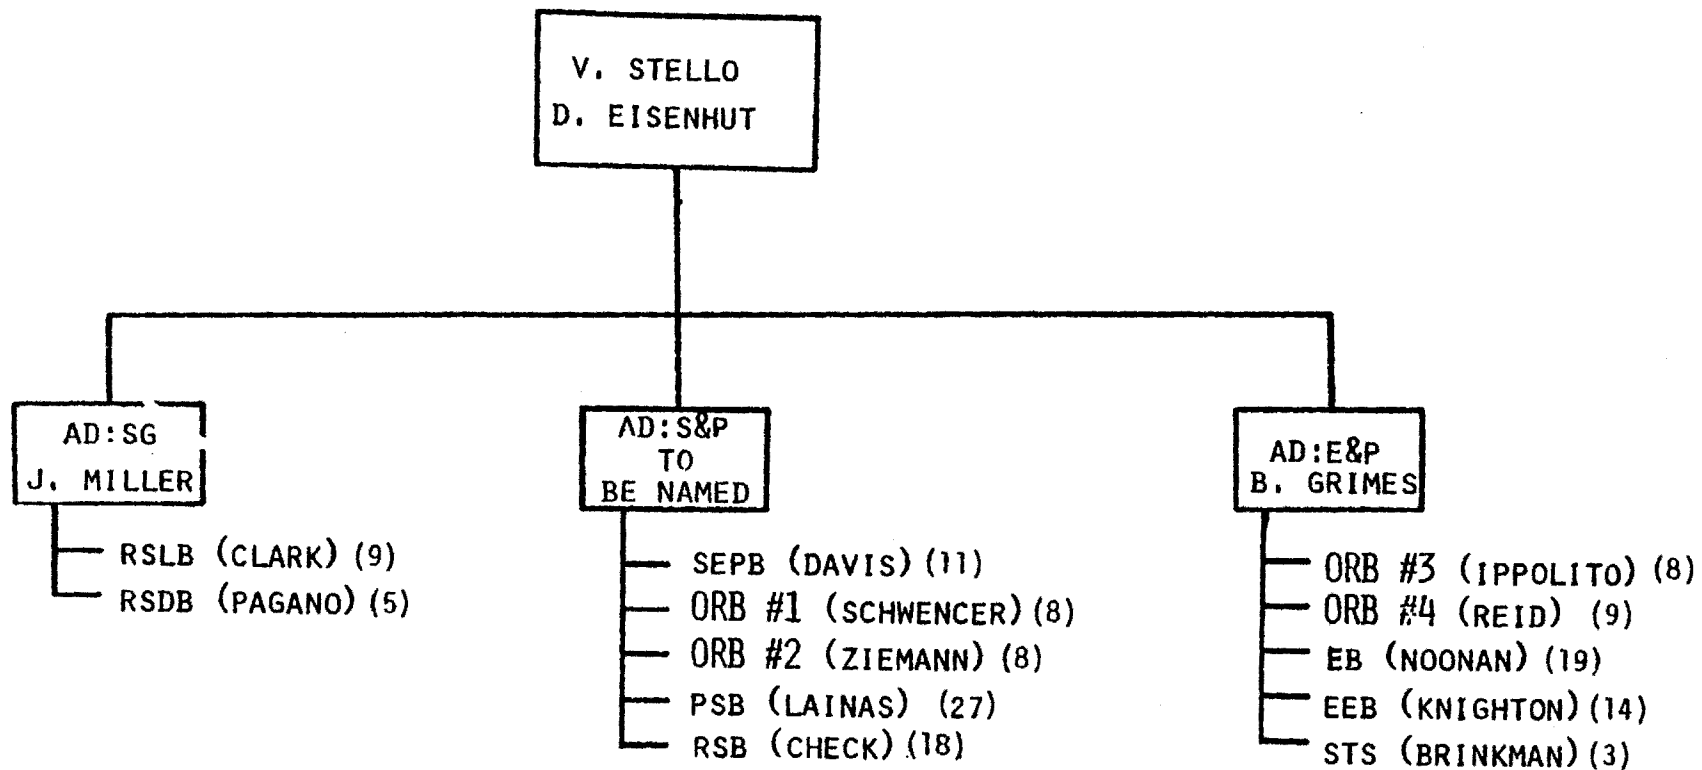 V. STELLO
D. EISENHUT
AD:SG
J. MILLER
RSLB (CLARK) (9)
RSDB (PAGANO) (5)
AD:S&P
TO
BE NAMED
SEPB (DAVIS) (11)
ORB #1 (SCHWENCER) (8)
ORB #2 (ZIEMANN) (8)
PSB (LAINAS) (27)
RSB (CHECK) (18)
AD:E&P
B. GRIMES
ORB #3 (IPPOLITO) (8)
ORB #4 (REID) (9)
EB (NOONAN) (19)
EEB (KNIGHTON) (14)
STS (BRINKMAN) (3)